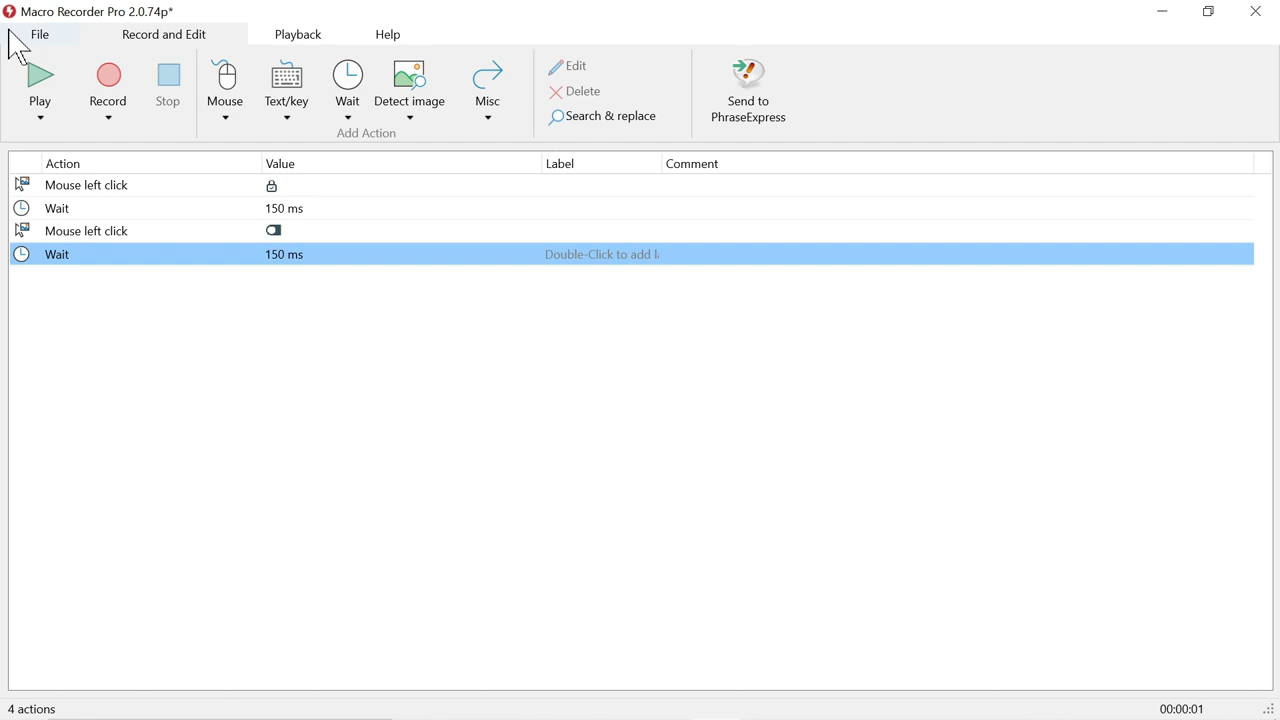 Macro Recorder Pro 2.0.74p*
File Record and Edit Playback Help
Play Record Stop Mouse Text/key Wait Detect image Misc
Add Action
Edit
Delete
Search & replace
Send to
PhraseExpress
Action Value Label Comment
Mouse left click
Wait 150 ms
Mouse left click
Wait 150 ms Double-Click to add
4 actions 00:00:01